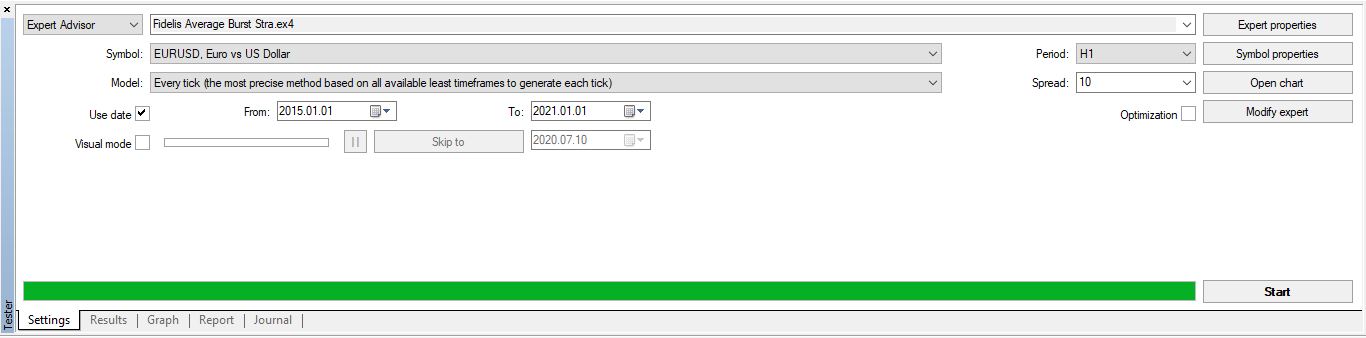 Expert Advisor Fidelis Average Burst Stra.ex4 Expert properties
Symbol: EURUSD, Euro vs US Dollar Period: H1 Symbol properties
Model: Every tick (the most precise method based on all available least timeframes to generate each tick) Spread: 10 Open chart
Use date From: 2015.01.01 To: 2021.01.01 Optimization Modify expert
Visual mode Skip to 2020.07.10
Start
Tester
Settings Results Graph Report Journal